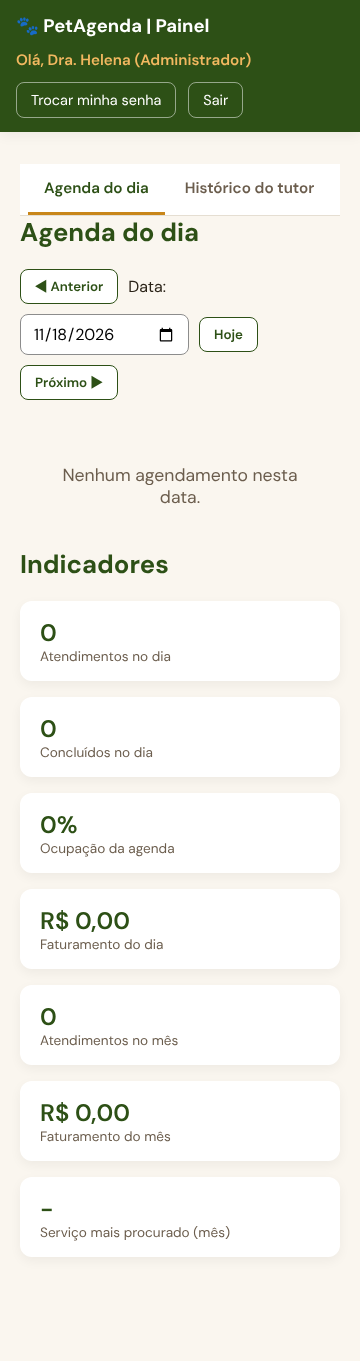 🐾 PetAgenda | Painel
Olá, Dra. Helena (Administrador)
Trocar minha senha
Sair
Agenda do dia
Histórico do tutor
Agenda do dia
◀ Anterior
Data:
11/18/2026
Hoje
Próximo ▶
Nenhum agendamento nesta
data.
Indicadores
0
Atendimentos no dia
0
Concluídos no dia
0%
Ocupação da agenda
R$ 0,00
Faturamento do dia
0
Atendimentos no mês
R$ 0,00
Faturamento do mês
–
Serviço mais procurado (mês)